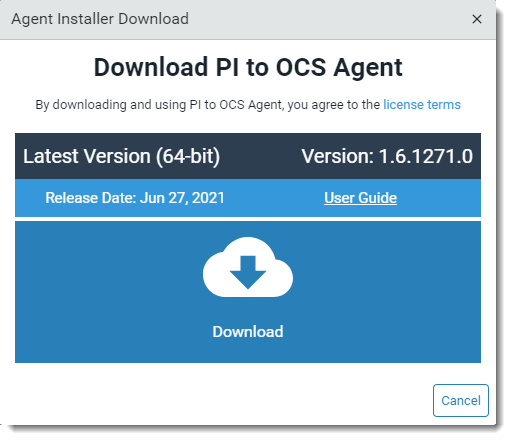 Agent Installer Download
Download PI to OCS Agent
By downloading and using PI to OCS Agent, you agree to the license terms
Latest Version (64-bit) Version: 1.6.1271.0
Release Date: Jun 27, 2021 User Guide
Download
Cancel